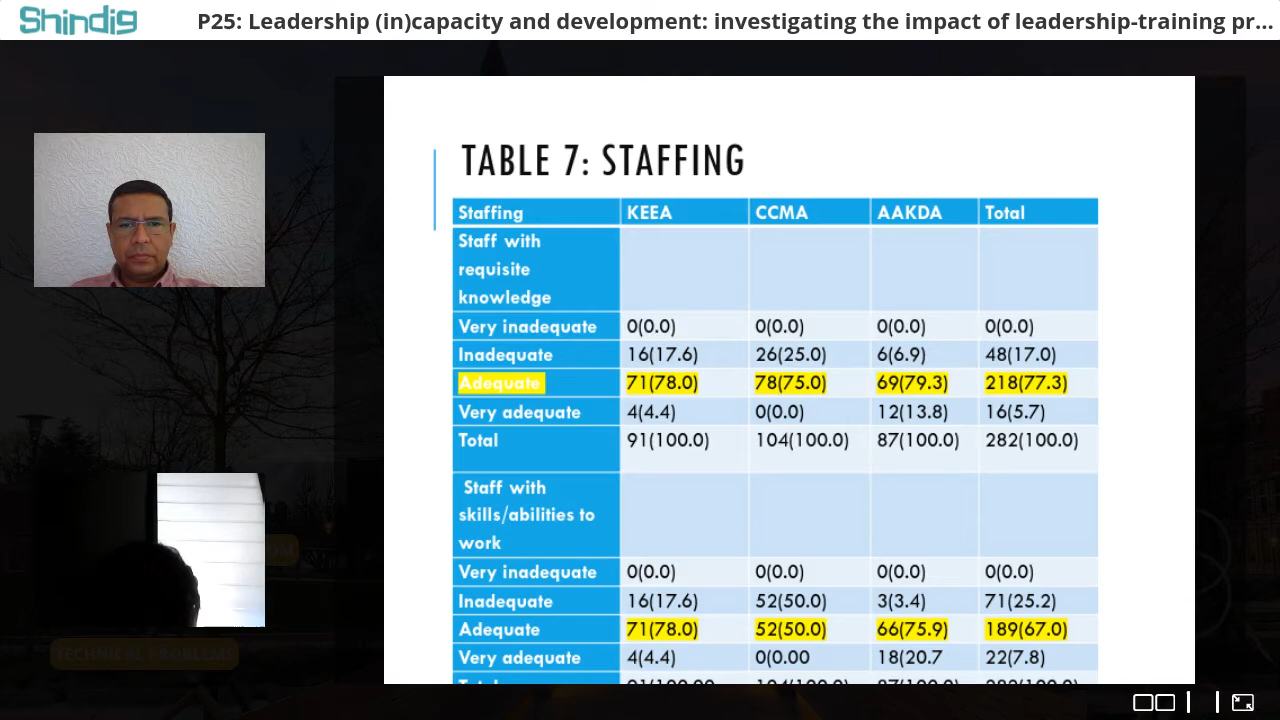 Shindig
P25: Leadership (in)capacity and development: investigating the impact of leadership-training pr...
TABLE 7: STAFFING
Staffing KEEA CCMA AAKDA Total
Staff with
requisite
knowledge
Very inadequate 0(0.0) 0(0.0) 0(0.0) 0(0.0)
Inadequate 16(17.6) 26(25.0) 6(6.9) 48(17.0)
Adequate 71(78.0) 78(75.0) 69(79.3) 218(77.3)
Very adequate 4(4.4) 0(0.0) 12(13.8) 16(5.7)
Total 91(100.0) 104(100.0) 87(100.0) 282(100.0)
Staff with
skills/abilities to
work
Very inadequate 0(0.0) 0(0.0) 0(0.0) 0(0.0)
Inadequate 16(17.6) 52(50.0) 3(3.4) 71(25.2)
Adequate 71(78.0) 52(50.0) 66(75.9) 189(67.0)
Very adequate 4(4.4) 0(0.00 18(20.7 22(7.8)
TECHNICAL PROBLEMS